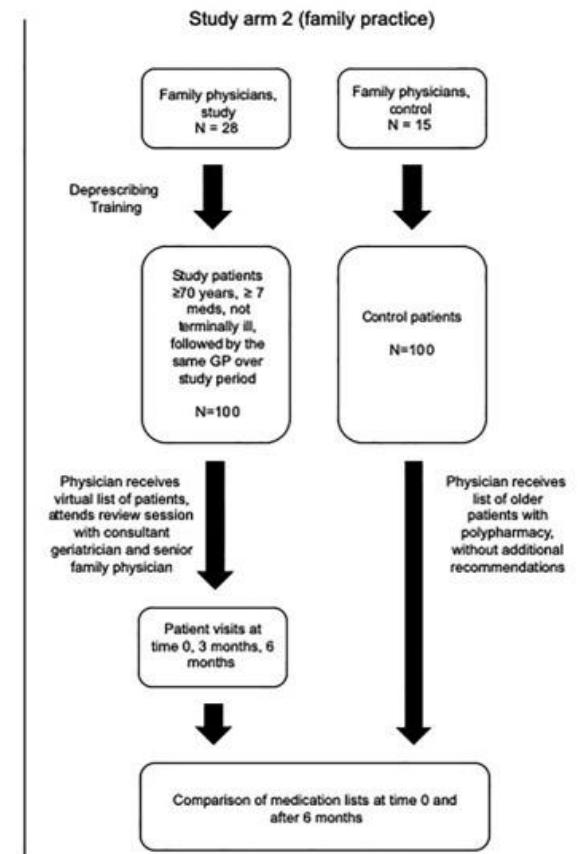 Study arm 2 (family practice)
Family physicians,
study
N = 28
Family physicians,
control
N = 15
Deprescribing
Training
Study patients
≥70 years, ≥ 7
meds, not
terminally ill,
followed by the
same GP over
study period
N=100
Control patients
N=100
Physician receives
virtual list of patients,
attends review session
with consultant
geriatrician and senior
family physician
Physician receives
list of older
patients with
polypharmacy,
without additional
recommendations
Patient visits at
time 0, 3 months, 6
months
Comparison of medication lists at time 0 and
after 6 months